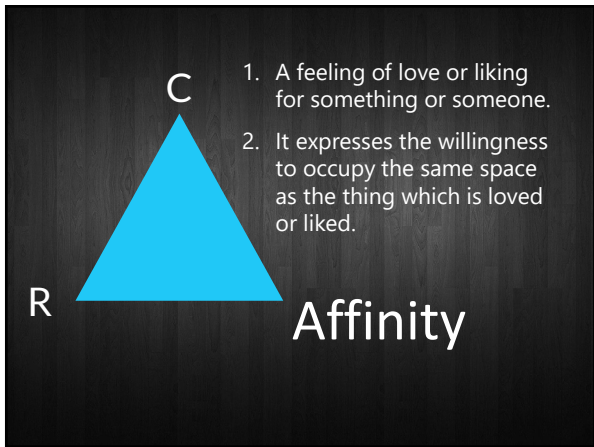 C
1. A feeling of love or liking
for something or someone.
2. It expresses the willingness
to occupy the same space
as the thing which is loved
or liked.
R
Affinity